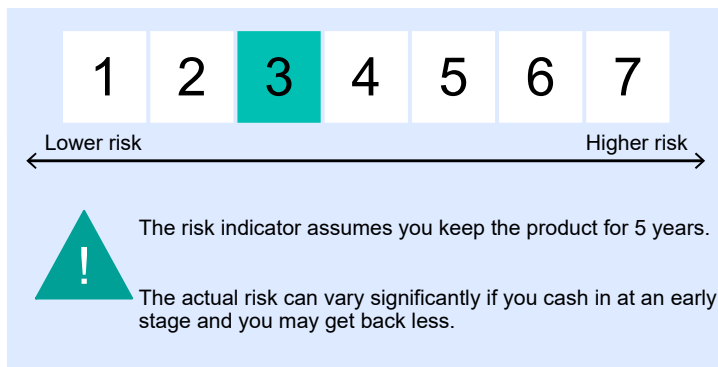 1 2 3 4 5 6 7
Lower risk Higher risk
!
The risk indicator assumes you keep the product for 5 years.
The actual risk can vary significantly if you cash in at an early
stage and you may get back less.